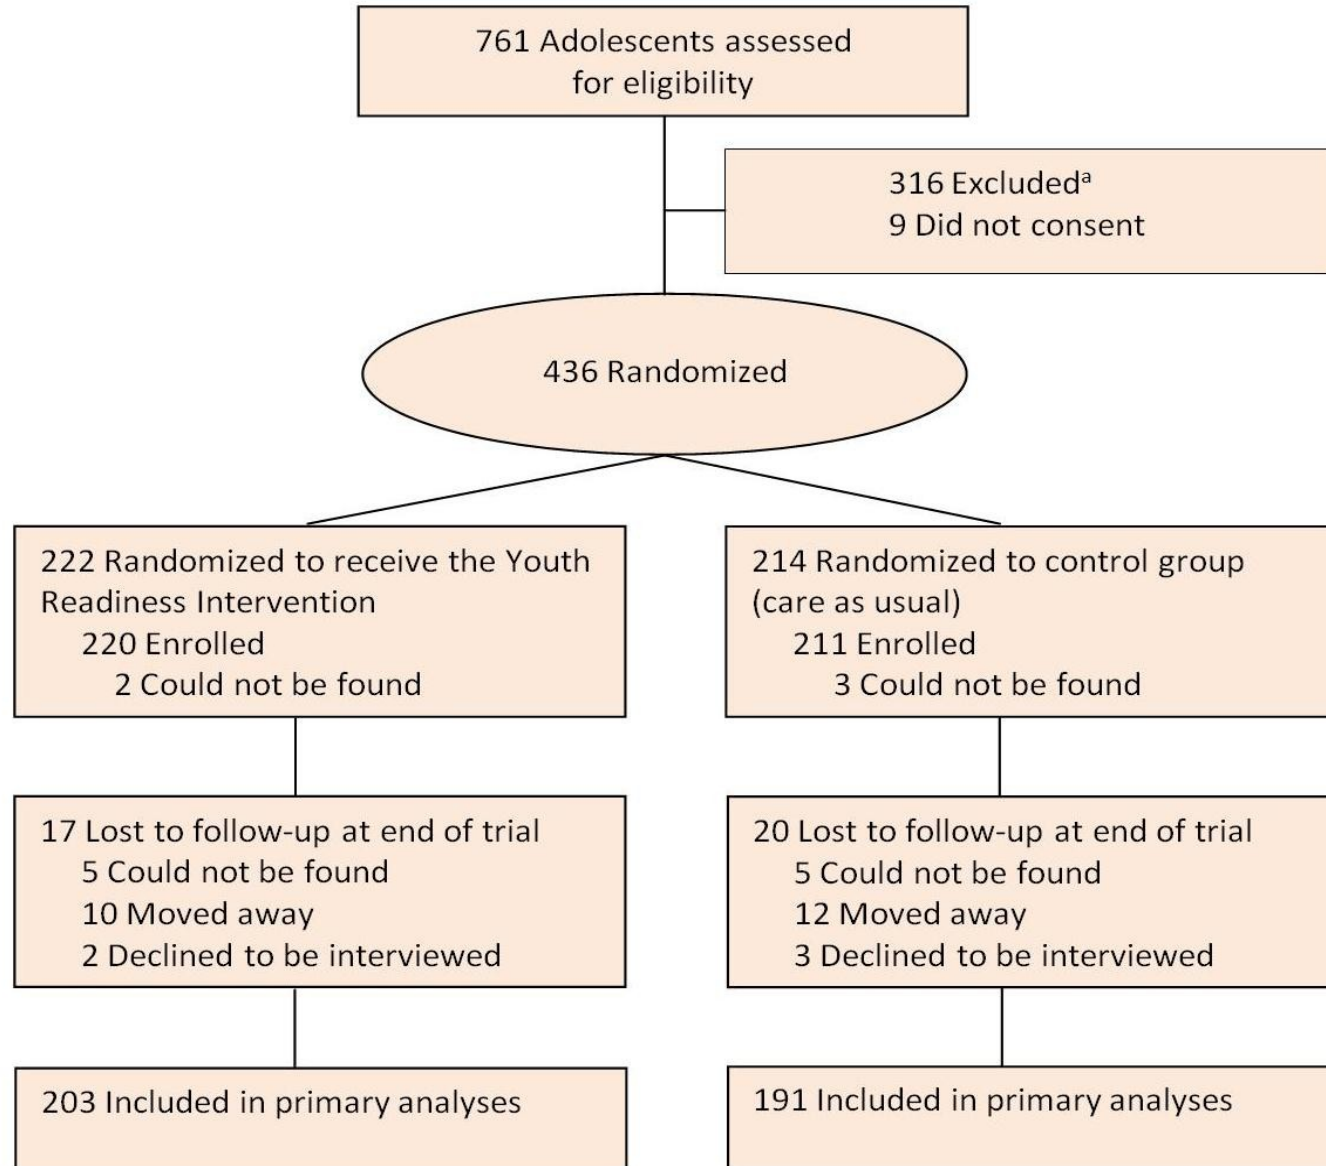 761 Adolescents assessed
for eligibility
316 Excludedᵃ
9 Did not consent
436 Randomized
222 Randomized to receive the Youth
Readiness Intervention
220 Enrolled
2 Could not be found
214 Randomized to control group
(care as usual)
211 Enrolled
3 Could not be found
17 Lost to follow-up at end of trial
5 Could not be found
10 Moved away
2 Declined to be interviewed
20 Lost to follow-up at end of trial
5 Could not be found
12 Moved away
3 Declined to be interviewed
203 Included in primary analyses
191 Included in primary analyses